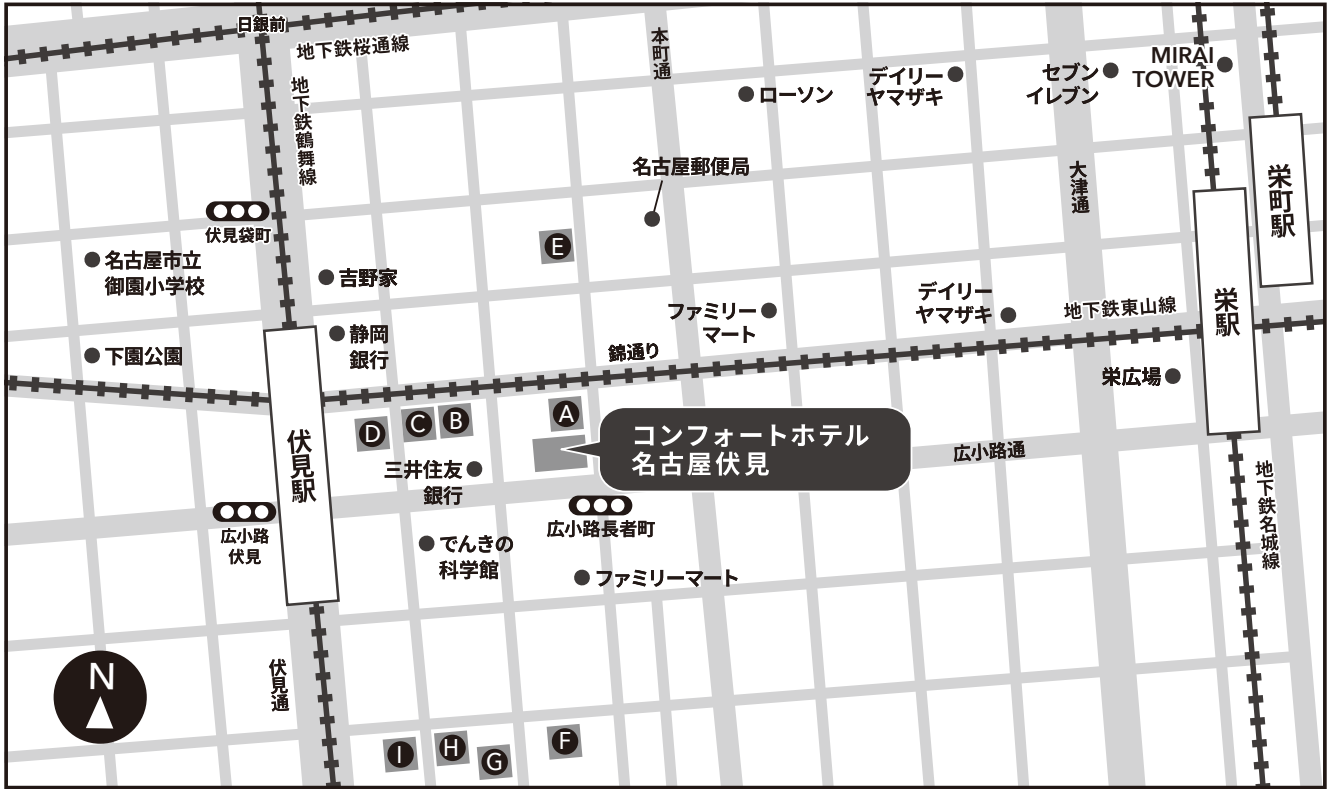 日銀前
地下鉄桜通線
地下鉄鶴舞線
本町通
ローソン
デイリー
ヤマザキ
セブン
イレブン
MIRAI
TOWER
名古屋郵便局
大津通
栄町駅
伏見袋町
E
名古屋市立
御園小学校
吉野家
デイリー
ヤマザキ
地下鉄東山線
栄駅
ファミリー
マート
静岡
銀行
下園公園
錦通り
栄広場
A
B
C
D
コンフォートホテル
名古屋伏見
広小路通
伏見駅
三井住友
銀行
地下鉄名城線
広小路
伏見
広小路長者町
でんきの
科学館
ファミリーマート
伏見通
N
F
G
H
I